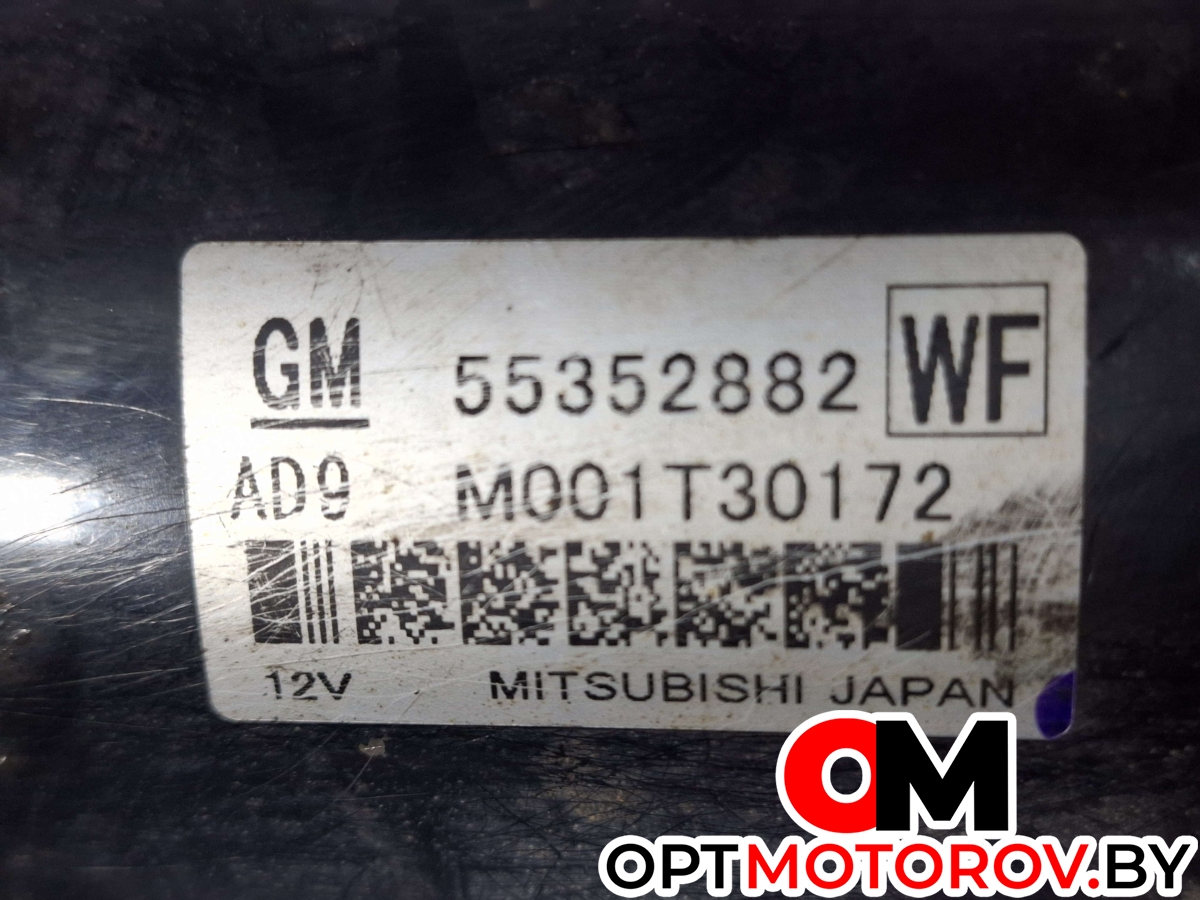 GM 55352882 WF
AD9 M001T30172
12V MITSUBISHI JAPAN
OM
OPTMOTOROV.BY